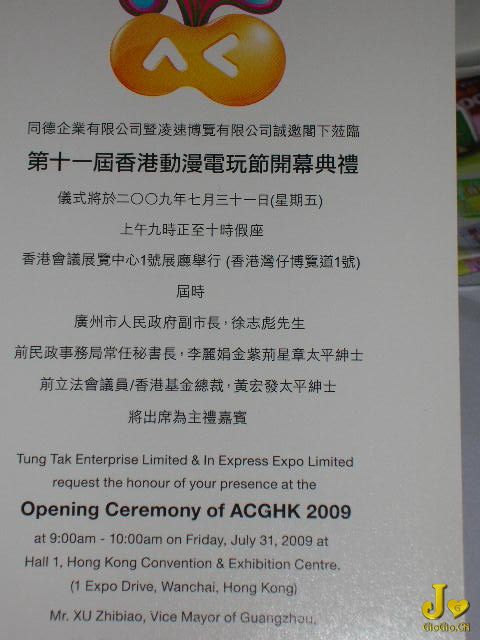 同德企業有限公司暨凌速博覽有限公司誠邀閣下蒞臨
第十一屆香港動漫電玩節開幕典禮
儀式將於二〇〇九年七月三十一日(星期五)
上午九時正至十時假座
香港會議展覽中心1號展廳舉行 (香港灣仔博覽道1號)
屆時
廣州市人民政府副市長，徐志彪先生
前民政事務局常任秘書長，李麗娟金紫荊星章太平紳士
前立法會議員/香港基金總裁，黃宏發太平紳士
將出席為主禮嘉賓
Tung Tak Enterprise Limited & In Express Expo Limited
request the honour of your presence at the
Opening Ceremony of ACGHK 2009
at 9:00am - 10:00am on Friday, July 31, 2009 at
Hall 1, Hong Kong Convention & Exhibition Centre.
(1 Expo Drive, Wanchai, Hong Kong)
Mr. XU Zhibiao, Vice Mayor of Guangzhou,
J
GioGio.Gi